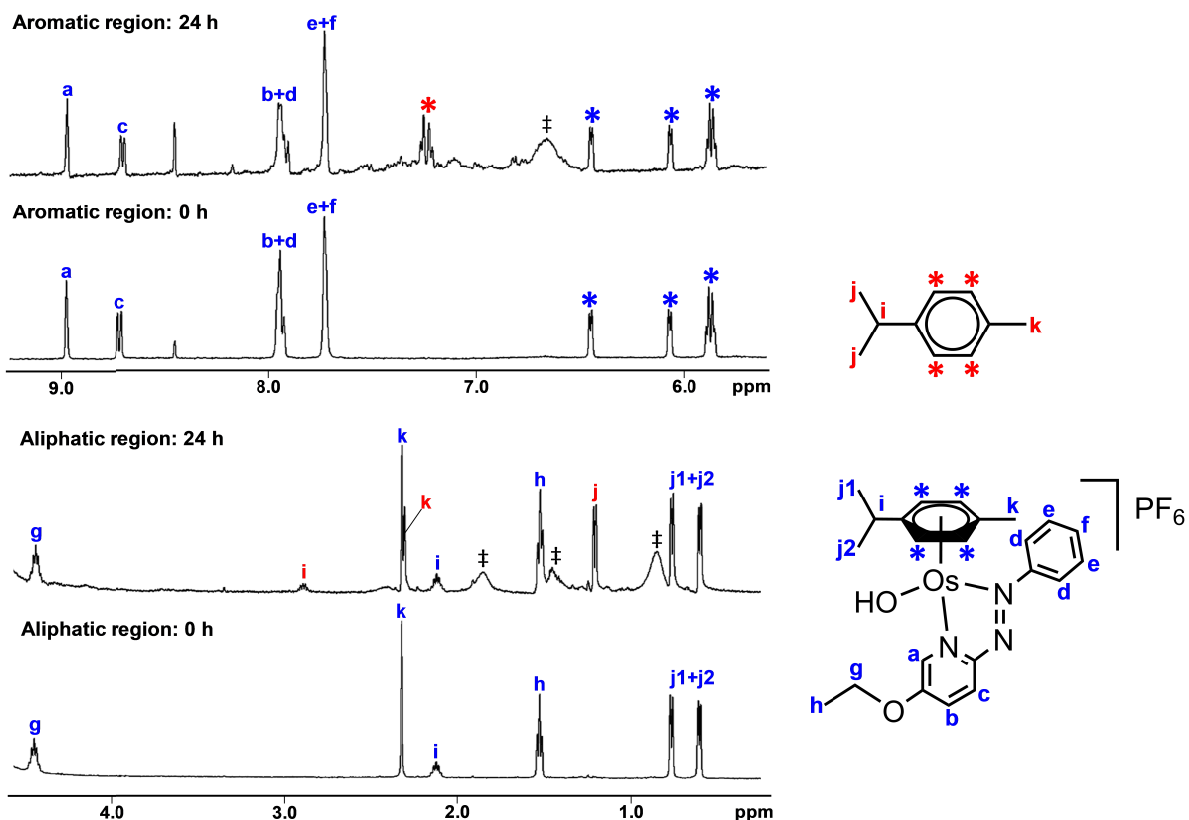 Aromatic region: 24 h
a
c
b+d
e+f
*
‡
*
*
*
Aromatic region: 0 h
a
c
b+d
e+f
*
*
*
9.0
8.0
7.0
6.0
ppm
Aliphatic region: 24 h
g
i
k
k
i
h
‡
‡
j
‡
j1+j2
Aliphatic region: 0 h
g
k
i
h
j1+j2
4.0
3.0
2.0
1.0
ppm
j
i
j
*
*
k
*
*
j1
i
j2
*
*
k
*
*
PF6
e
d
f
e
d
HO
Os
N
N
N
a
g
h
O
b
c